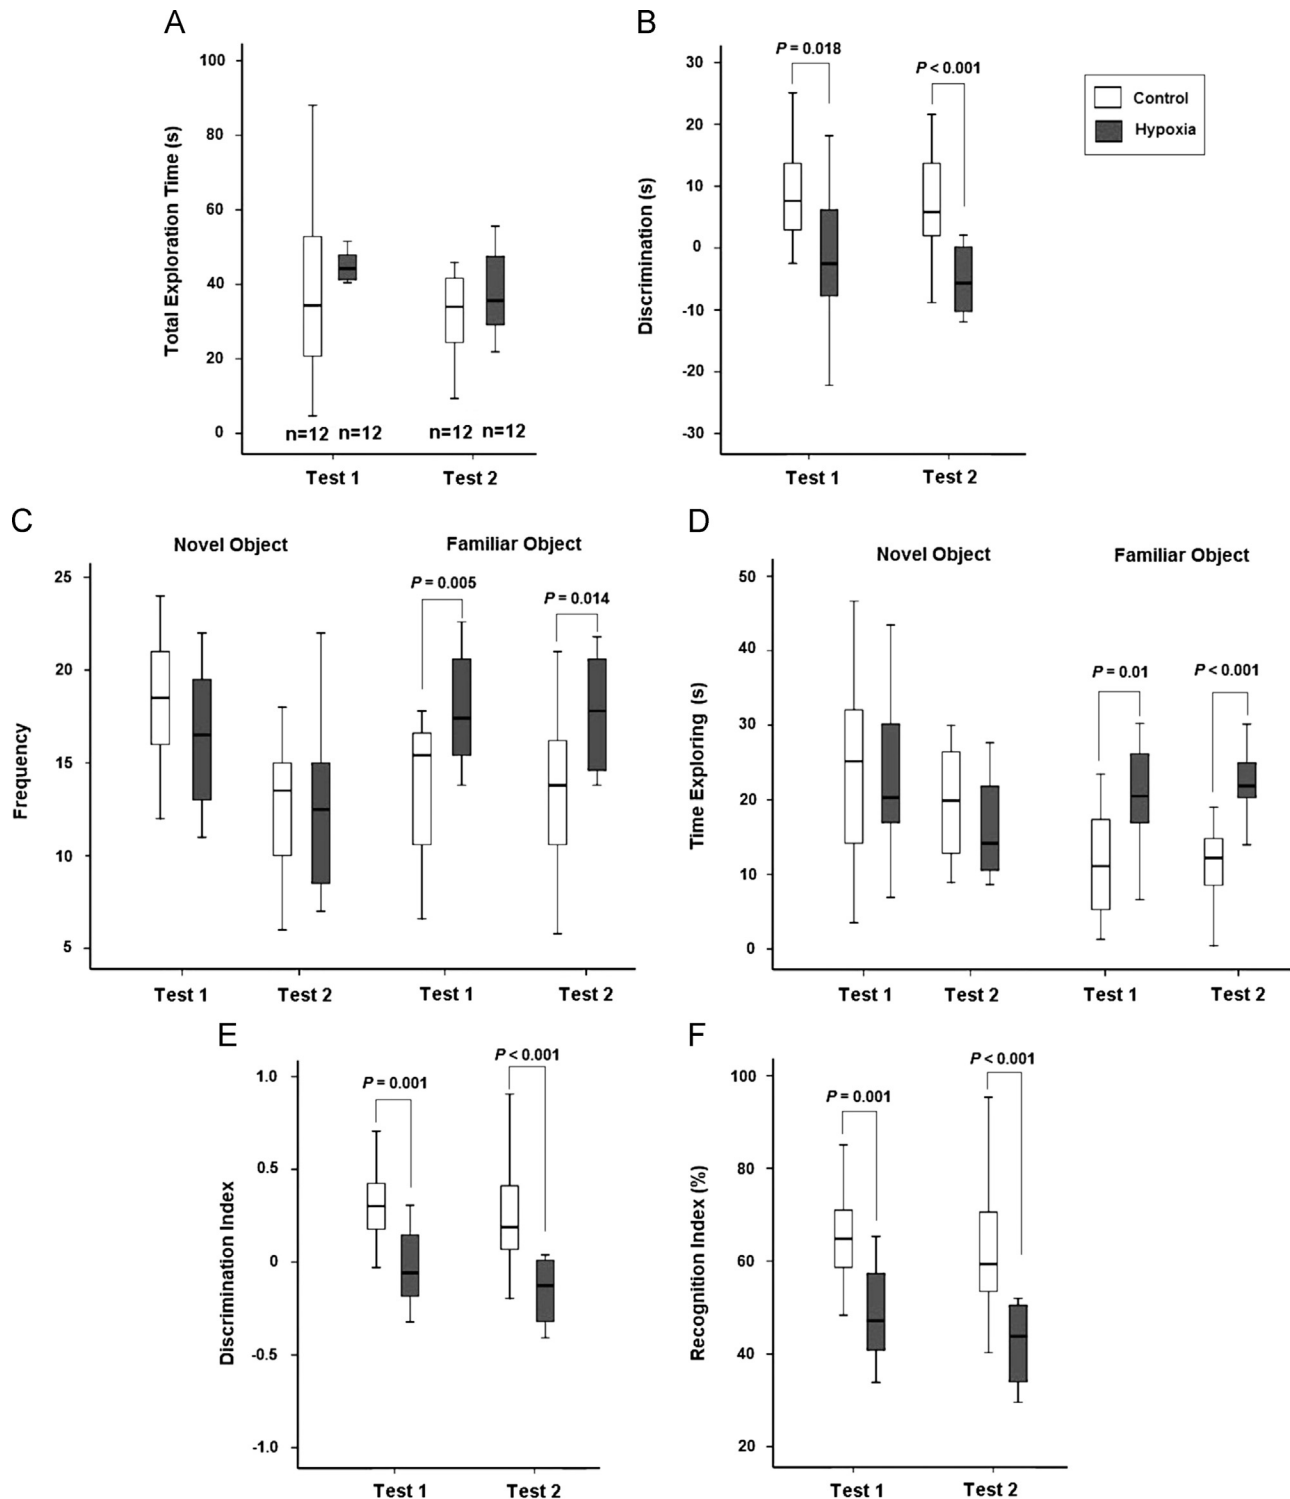 A
Total Exploration Time (s)
100
80
60
40
20
0
n=12 n=12 n=12 n=12
Test 1 Test 2
B
Discrimination (s)
30
20
10
0
-10
-20
-30
P = 0.018
P < 0.001
Test 1 Test 2
Control
Hypoxia
C
Novel Object Familiar Object
Frequency
25
20
15
10
5
P = 0.005
P = 0.014
Test 1 Test 2 Test 1 Test 2
D
Novel Object Familiar Object
Time Exploring (s)
50
40
30
20
10
0
P = 0.01
P < 0.001
Test 1 Test 2 Test 1 Test 2
E
Discrimination Index
1.0
0.5
0
-0.5
-1.0
P = 0.001
P < 0.001
Test 1 Test 2
F
Recognition Index (%)
100
80
60
40
20
P = 0.001
P < 0.001
Test 1 Test 2